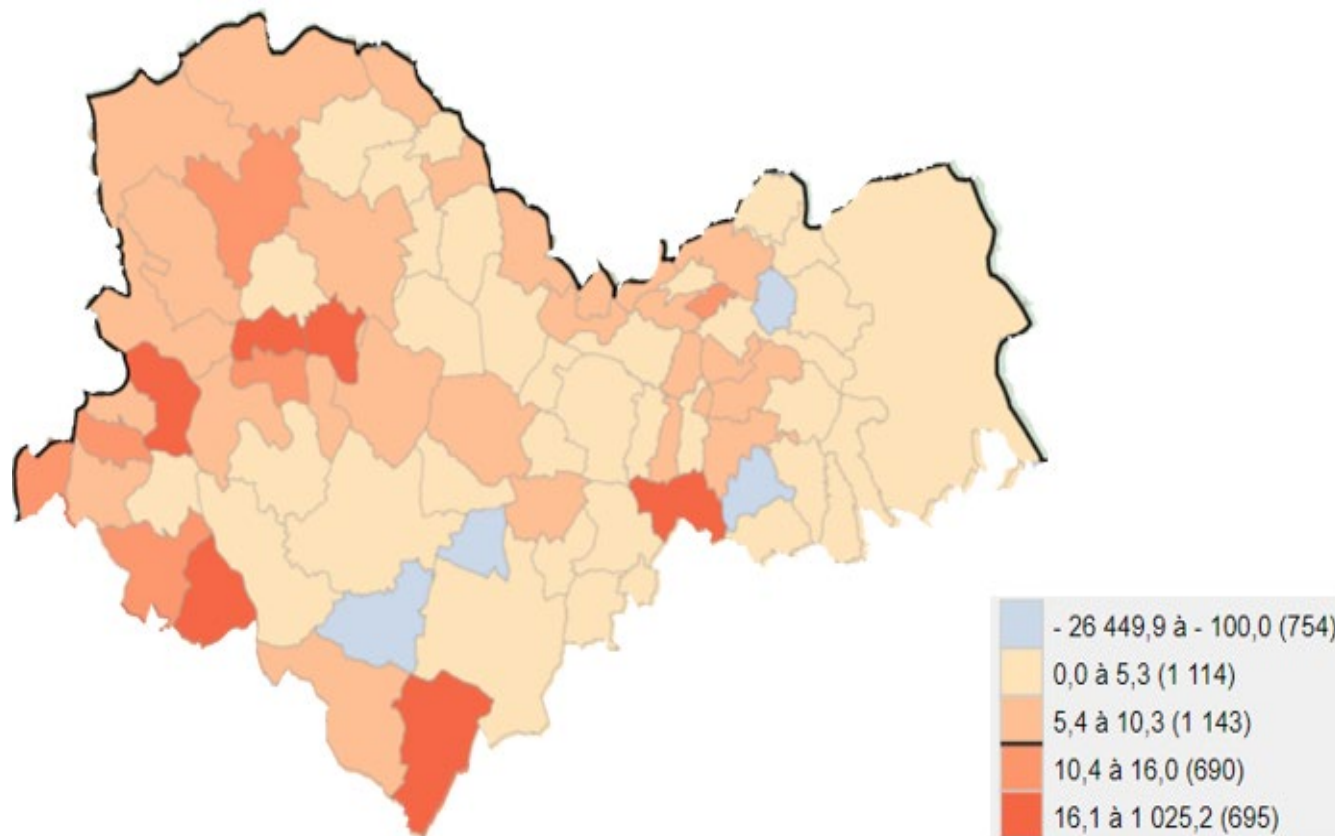 - 26 449,9 à - 100,0 (754)
0,0 à 5,3 (1 114)
5,4 à 10,3 (1 143)
10,4 à 16,0 (690)
16,1 à 1 025,2 (695)